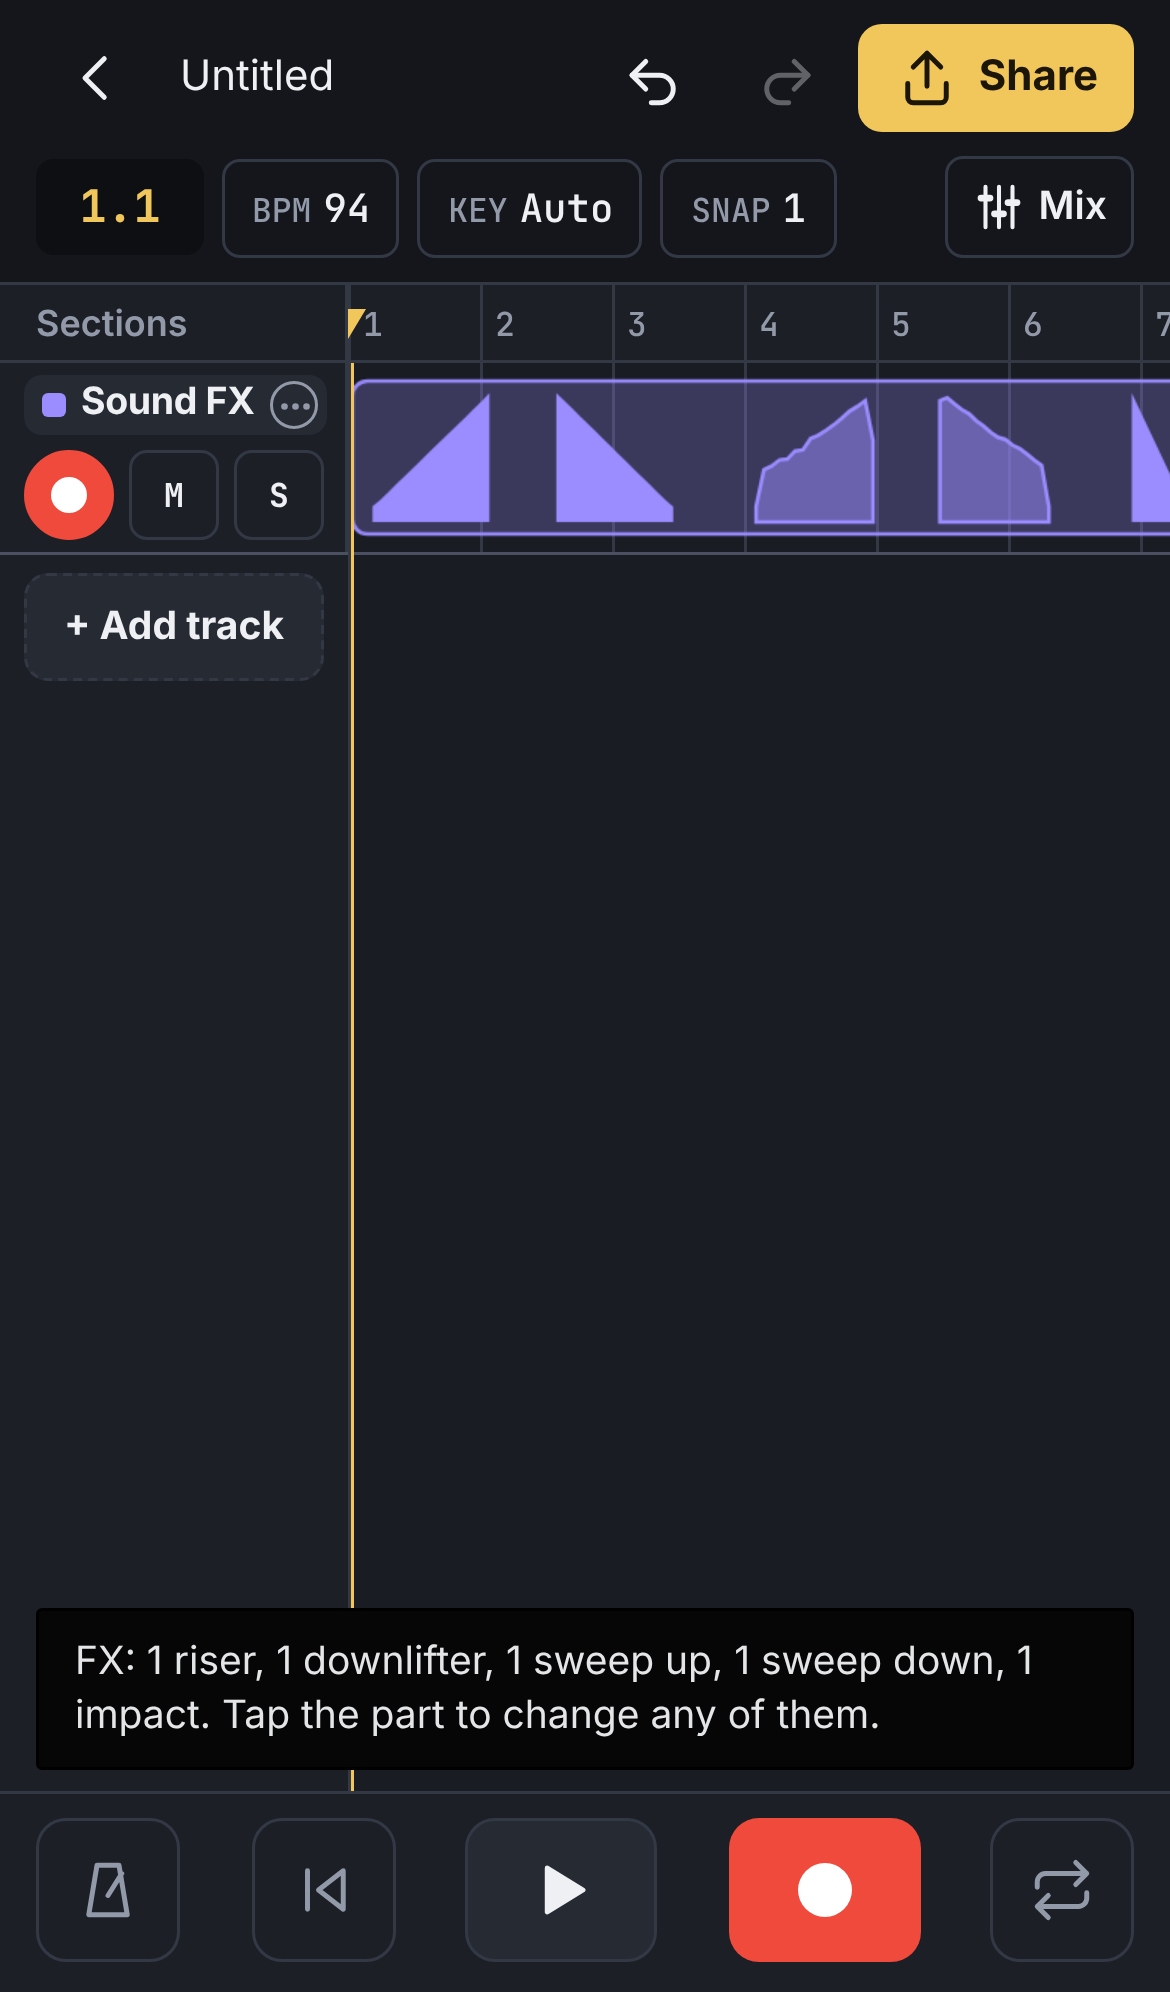 Untitled
Share
1.1
BPM 94
KEY Auto
SNAP 1
Mix
Sections
1 2 3 4 5 6 7
Sound FX
M S
+ Add track
FX: 1 riser, 1 downlifter, 1 sweep up, 1 sweep down, 1
impact. Tap the part to change any of them.